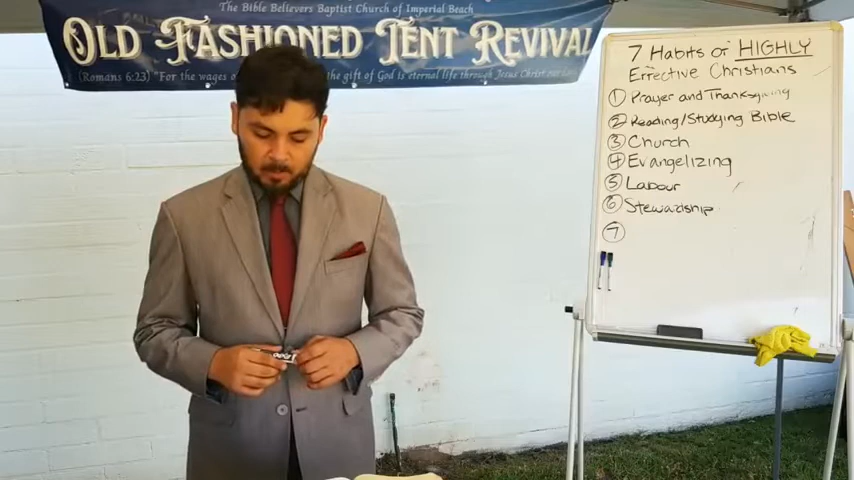 The Bible Believers Baptist Church of Imperial Beach
Old Fashioned Tent Revival
(Romans 6:23) "For the wages
the gift of God is eternal life through Jesus Christ our
7 Habits of HIGHLY
Effective Christians
① Prayer and Thanksgiving
② Reading/Studying Bible
③ Church
④ Evangelizing
⑤ Labour
⑥ Stewardship
⑦